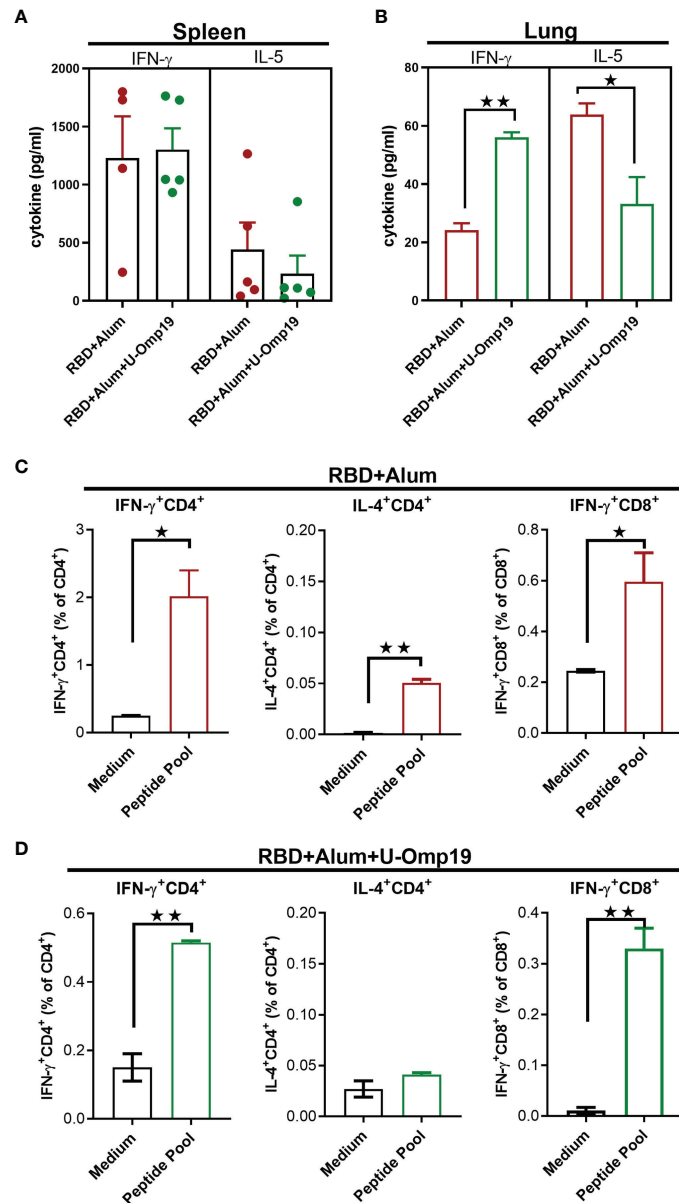 A
Spleen
IFN-γ IL-5
cytokine (pg/ml)
2000
1500
1000
500
0
RBD+Alum
RBD+Alum+U-Omp19
RBD+Alum
RBD+Alum+U-Omp19
B
Lung
IFN-γ IL-5
cytokine (pg/ml)
80
60
40
20
0
★★
★
RBD+Alum
RBD+Alum+U-Omp19
RBD+Alum
RBD+Alum+U-Omp19
C
RBD+Alum
IFN-γ⁺CD4⁺
IFN-γ⁺CD4⁺ (% of CD4⁺)
3
2
1
0
★
Medium
Peptide Pool
IL-4⁺CD4⁺
IL-4⁺CD4⁺ (% of CD4⁺)
0.20
0.15
0.10
0.05
0.00
★★
Medium
Peptide Pool
IFN-γ⁺CD8⁺
IFN-γ⁺CD8⁺ (% of CD8⁺)
0.8
0.6
0.4
0.2
0.0
★
Medium
Peptide Pool
D
RBD+Alum+U-Omp19
IFN-γ⁺CD4⁺
IFN-γ⁺CD4⁺ (% of CD4⁺)
0.6
0.4
0.2
0.0
★★
Medium
Peptide Pool
IL-4⁺CD4⁺
IL-4⁺CD4⁺ (% of CD4⁺)
0.20
0.15
0.10
0.05
0.00
Medium
Peptide Pool
IFN-γ⁺CD8⁺
IFN-γ⁺CD8⁺ (% of CD8⁺)
0.4
0.3
0.2
0.1
0.0
★★
Medium
Peptide Pool